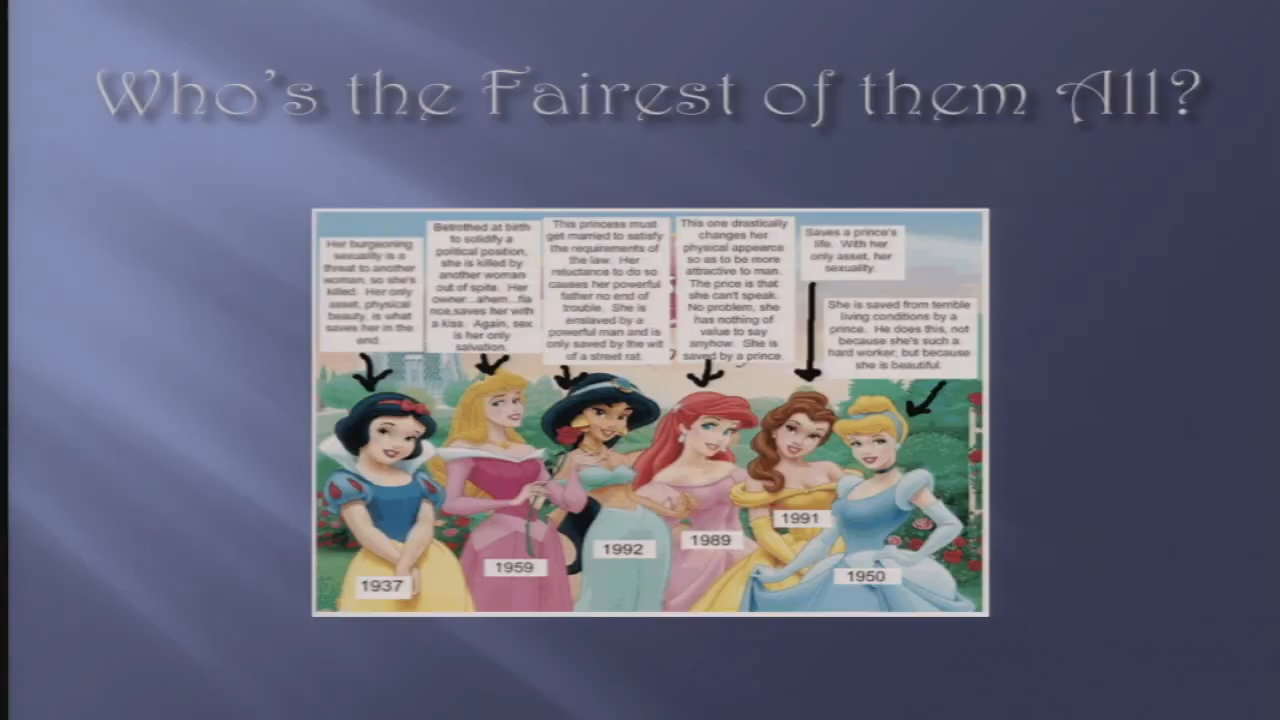 Who's the Fairest of them All?
Her burgeoning
sexuality is a
threat to another
woman, so she's
killed. Her only
asset, physical
beauty, is what
saves her in the
end.
Betrothed at birth
to solidify a
political position,
she is killed by
another woman
out of spite. Her
owner...ahem...fia
nce,saves her with
a kiss. Again, sex
is her only
salvation.
This princess must
get married to satisfy
the requirements of
the law. Her
reluctance to do so
causes her powerful
father no end of
trouble. She is
enslaved by a
powerful man and is
only saved by the wit
of a street rat.
This one drastically
changes her
physical appearce
so as to be more
attractive to man.
The price is that
she can't speak.
No problem, she
has nothing of
value to say
anyhow. She is
saved by a prince.
Saves a prince's
life. With her
only asset, her
sexuality.
She is saved from terrible
living conditions by a
prince. He does this, not
because she's such a
hard worker, but because
she is beautiful.
1937
1959
1992
1989
1991
1950